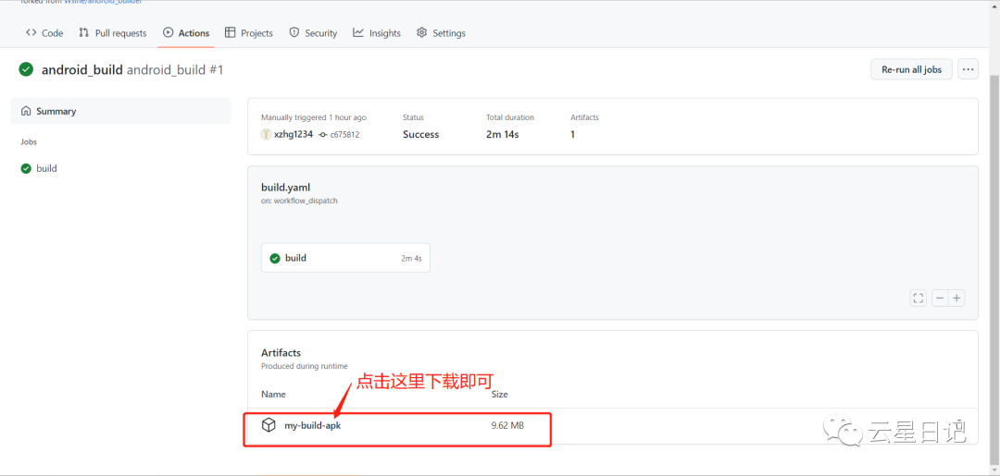 forked from Wsine/android_builder
Code Pull requests Actions Projects Security Insights Settings
android_build android_build #1
Re-run all jobs
Summary
Jobs
build
Manually triggered 1 hour ago Status Total duration Artifacts
xzhg1234 c675812 Success 2m 14s 1
build.yaml
on: workflow_dispatch
build 2m 4s
Artifacts
Produced during runtime
点击这里下载即可
Name Size
my-build-apk 9.62 MB
云星日记